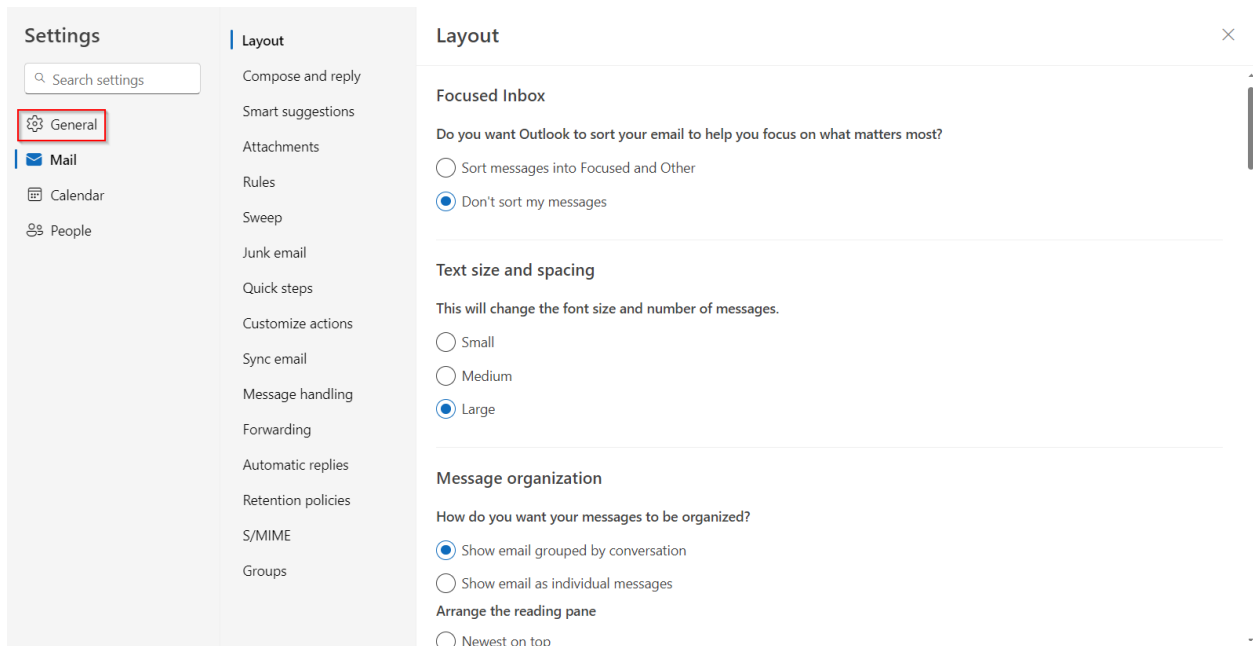 Settings
Search settings
General
Mail
Calendar
People
Layout
Compose and reply
Smart suggestions
Attachments
Rules
Sweep
Junk email
Quick steps
Customize actions
Sync email
Message handling
Forwarding
Automatic replies
Retention policies
S/MIME
Groups
Layout
Focused Inbox
Do you want Outlook to sort your email to help you focus on what matters most?
Sort messages into Focused and Other
Don't sort my messages
Text size and spacing
This will change the font size and number of messages.
Small
Medium
Large
Message organization
How do you want your messages to be organized?
Show email grouped by conversation
Show email as individual messages
Arrange the reading pane
Newest on top